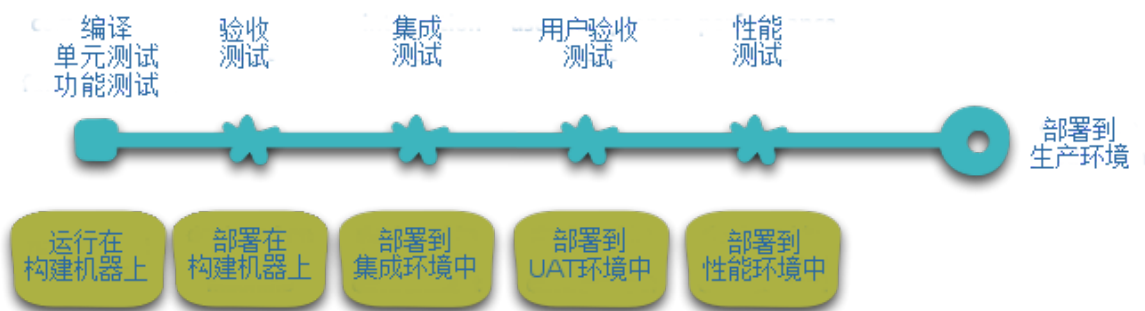 编译
单元测试
功能测试
验收
测试
集成
测试
用户验收
测试
性能
测试
部署到
生产环境
运行在
构建机器上
部署在
构建机器上
部署到
集成环境中
部署到
UAT环境中
部署到
性能环境中